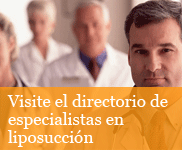 Visite el directorio de
especialistas en
liposucción